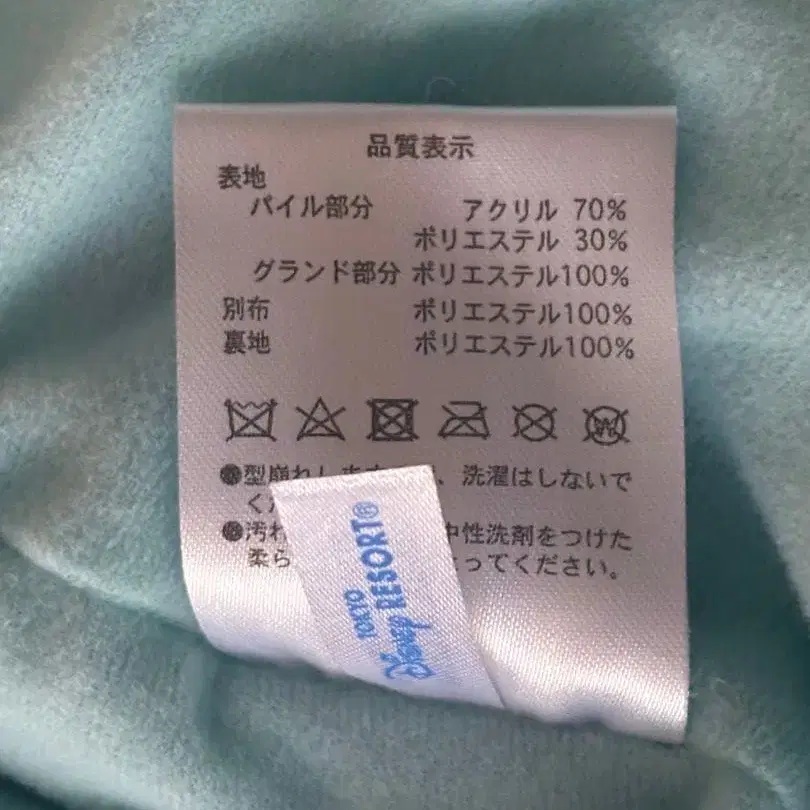 品質表示
表地
パイル部分 アクリル 70%
ポリエステル 30%
グランド部分 ポリエステル100%
別布 ポリエステル100%
裏地 ポリエステル100%
●型崩れします 、洗濯はしないで
く
●汚れ 中性洗剤をつけた
柔ら ってください。
TOKYO
Disney RESORT®